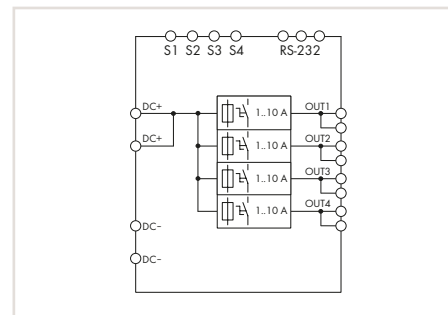 S1 S2 S3 S4 RS-232
DC+ 1..10 A OUT1
DC+ 1..10 A OUT2
1..10 A OUT3
1..10 A OUT4
DC–
DC–